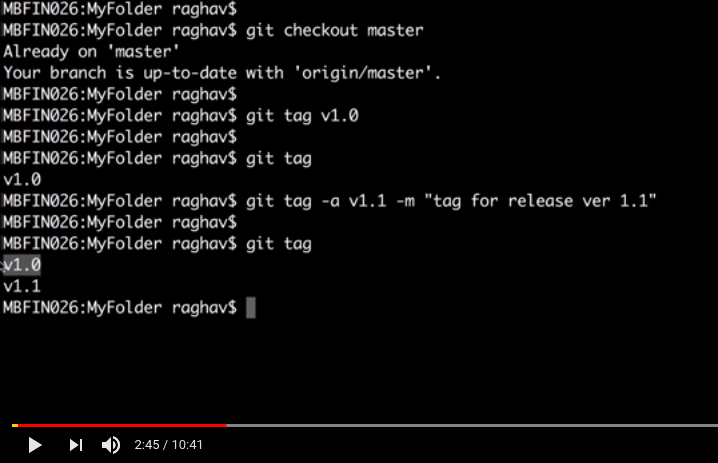 MBFIN026:MyFolder raghav$
MBFIN026:MyFolder raghav$ git checkout master
Already on 'master'
Your branch is up-to-date with 'origin/master'.
MBFIN026:MyFolder raghav$
MBFIN026:MyFolder raghav$ git tag v1.0
MBFIN026:MyFolder raghav$
MBFIN026:MyFolder raghav$ git tag
v1.0
MBFIN026:MyFolder raghav$ git tag -a v1.1 -m "tag for release ver 1.1"
MBFIN026:MyFolder raghav$
MBFIN026:MyFolder raghav$ git tag
v1.0
v1.1
MBFIN026:MyFolder raghav$
2:45 / 10:41